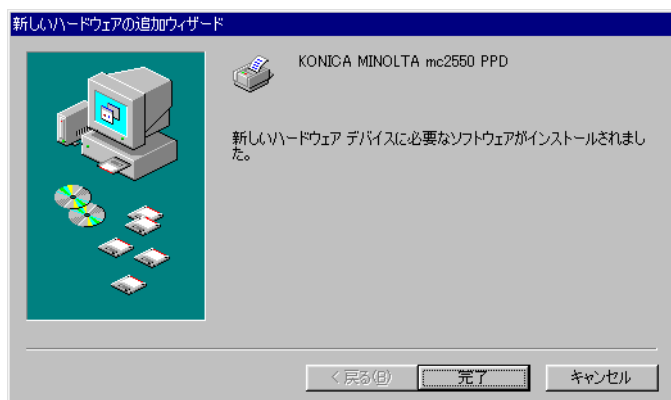 新しいハードウェアの追加ウィザード
KONICA MINOLTA mc2550 PPD
新しいハードウェア デバイスに必要なソフトウェアがインストールされまし
た。
< 戻る(B)
完了
キャンセル